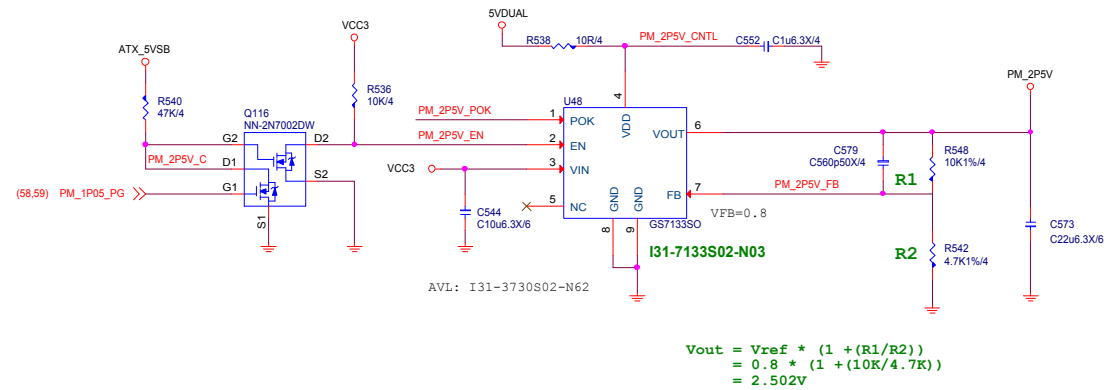 5VDUAL
ATX_5VSB
VCC3
R538
10R/4
PM_2P5V_CNTL
C552
C1u6.3X/4
PM_2P5V
R540
47K/4
R536
10K/4
Q116
NN-2N7002DW
U48
4
PM_2P5V_POK
1
POK
VDD
VOUT
6
G2
D2
PM_2P5V_EN
2
EN
C579
C560p50X/4
R548
10K1%/4
PM_2P5V_C
D1
S2
VCC3
3
VIN
R1
(58,59)
PM_1P05_PG
G1
PM_2P5V_FB
FB
7
5
NC
GND
GND
VFB=0.8
S1
C544
C10u6.3X/6
8
9
GS7133SO
C573
C22u6.3X/6
I31-7133S02-N03
R2
R542
4.7K1%/4
AVL: I31-3730S02-N62
Vout = Vref * (1 +(R1/R2))
= 0.8 * (1 +(10K/4.7K))
= 2.502V